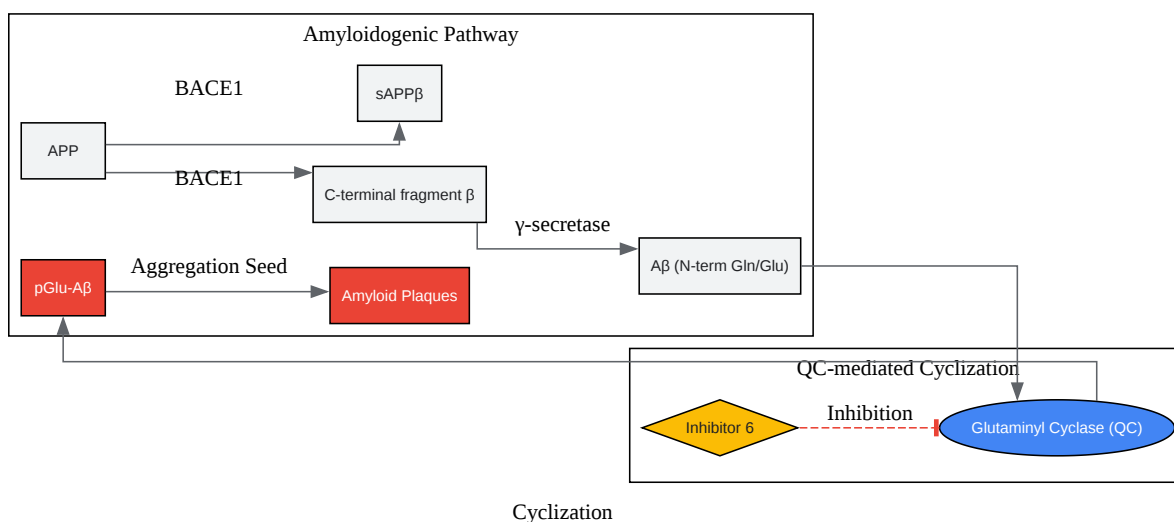 Amyloidogenic Pathway
BACE1
sAPPβ
APP
BACE1
C-terminal fragment β
γ-secretase
Aβ (N-term Gln/Glu)
Aggregation Seed
pGlu-Aβ
Amyloid Plaques
QC-mediated Cyclization
Inhibitor 6
Inhibition
Glutaminyl Cyclase (QC)
Cyclization